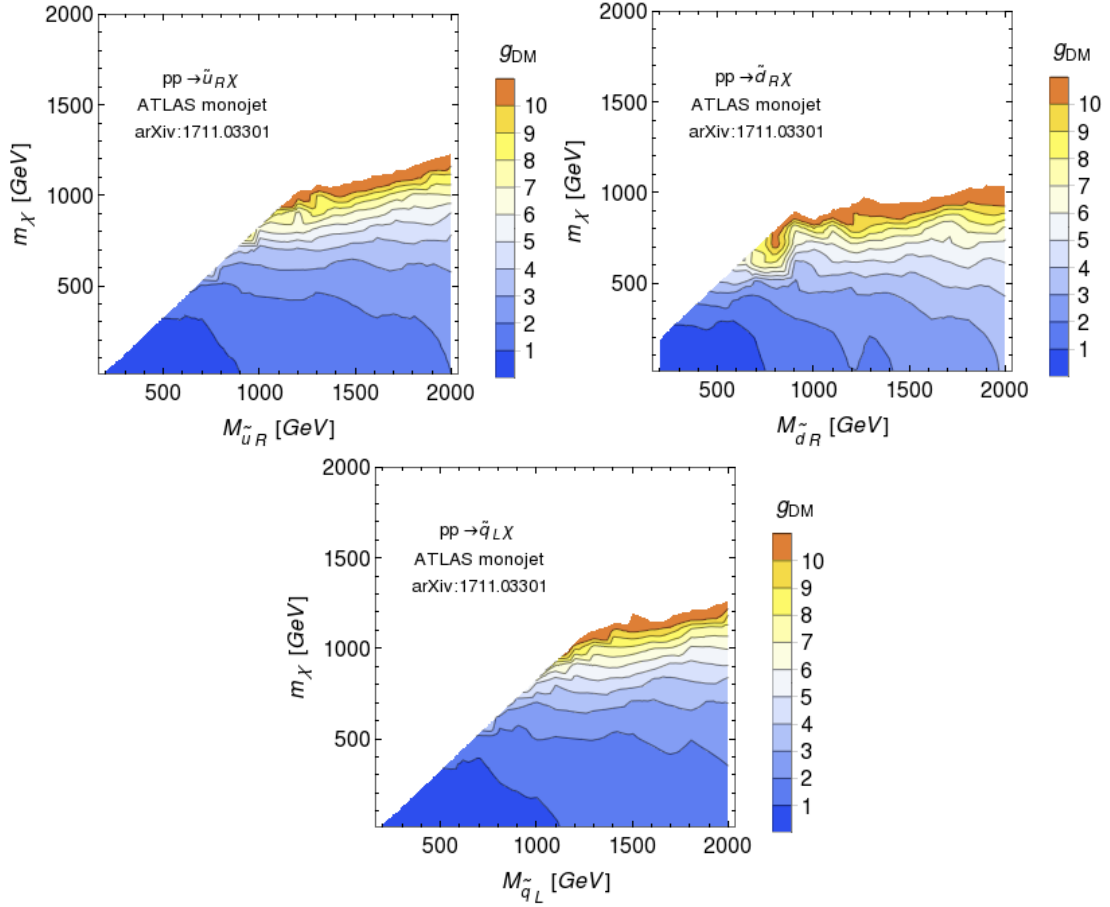 2000
1500
1000
500
m_χ [GeV]
pp → ũ_R χ
ATLAS monojet
arXiv:1711.03301
500 1000 1500 2000
M_ũ_R [GeV]
g_DM
10
9
8
7
6
5
4
3
2
1
2000
1500
1000
500
m_χ [GeV]
pp → d̃_R χ
ATLAS monojet
arXiv:1711.03301
500 1000 1500 2000
M_d̃_R [GeV]
g_DM
10
9
8
7
6
5
4
3
2
1
2000
1500
1000
500
m_χ [GeV]
pp → q̃_L χ
ATLAS monojet
arXiv:1711.03301
500 1000 1500 2000
M_q̃_L [GeV]
g_DM
10
9
8
7
6
5
4
3
2
1